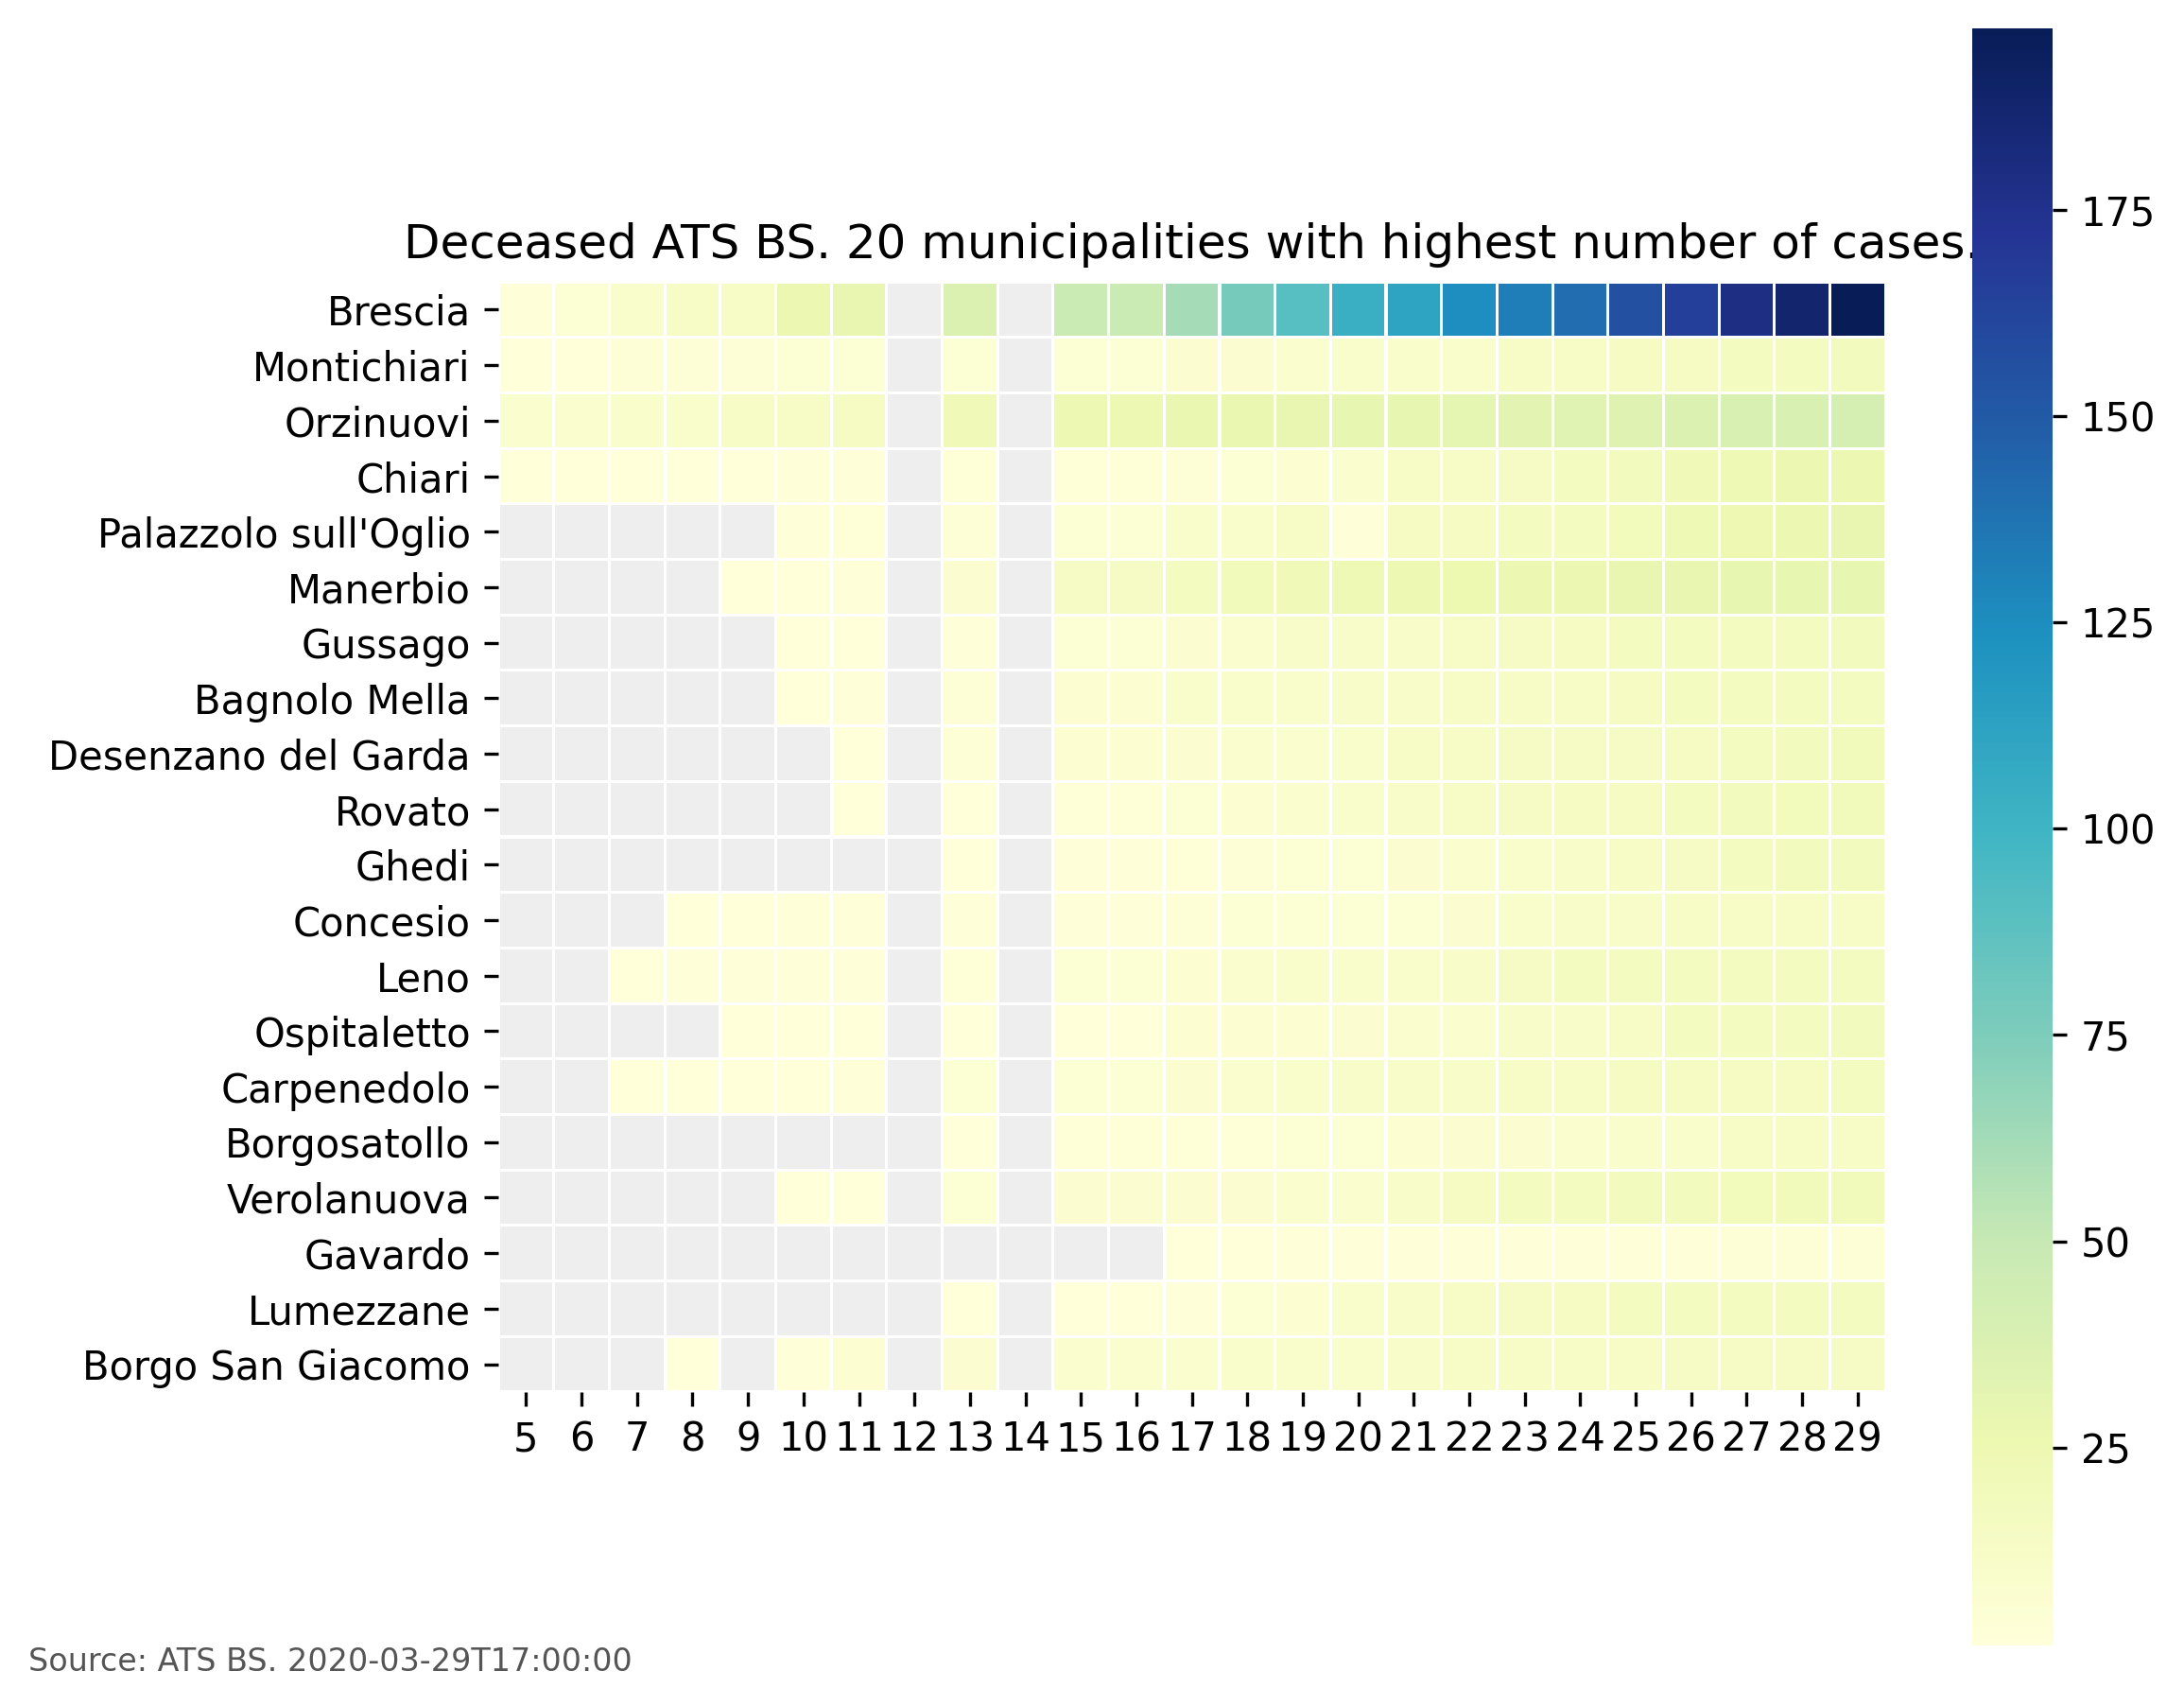 Deceased ATS BS. 20 municipalities with highest number of cases.
Brescia
Montichiari
Orzinuovi
Chiari
Palazzolo sull'Oglio
Manerbio
Gussago
Bagnolo Mella
Desenzano del Garda
Rovato
Ghedi
Concesio
Leno
Ospitaletto
Carpenedolo
Borgosatollo
Verolanuova
Gavardo
Lumezzane
Borgo San Giacomo
5 6 7 8 9 10 11 12 13 14 15 16 17 18 19 20 21 22 23 24 25 26 27 28 29
175
150
125
100
75
50
25
Source: ATS BS. 2020-03-29T17:00:00